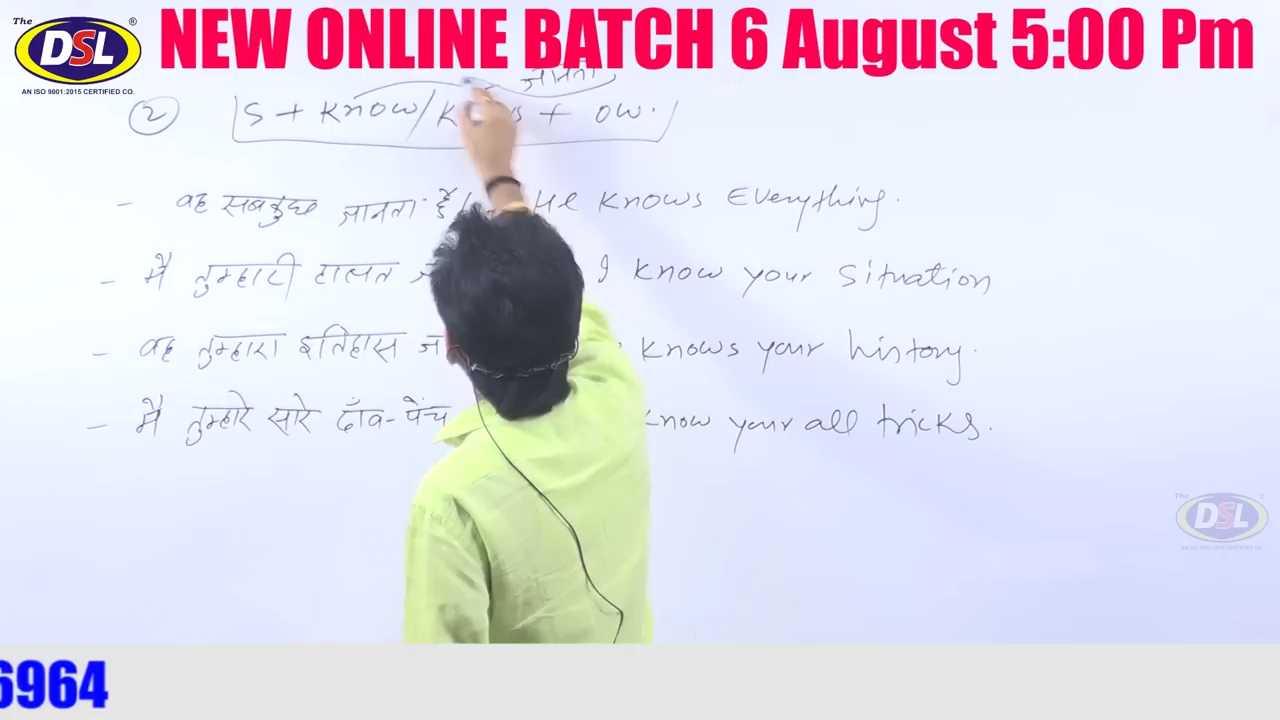 The DSL ®
AN ISO 9001:2015 CERTIFIED CO.
NEW ONLINE BATCH 6 August 5:00 Pm
जानना
② S + Know/ + ow.
- वह सबकुछ जानता है। He knows Everything.
- मैं तुम्हारी हालत I know your situation
- वह तुम्हारा इतिहास knows your history.
- मैं तुम्हारे सारे दाँव-पेंच know your all tricks.
The DSL
6964